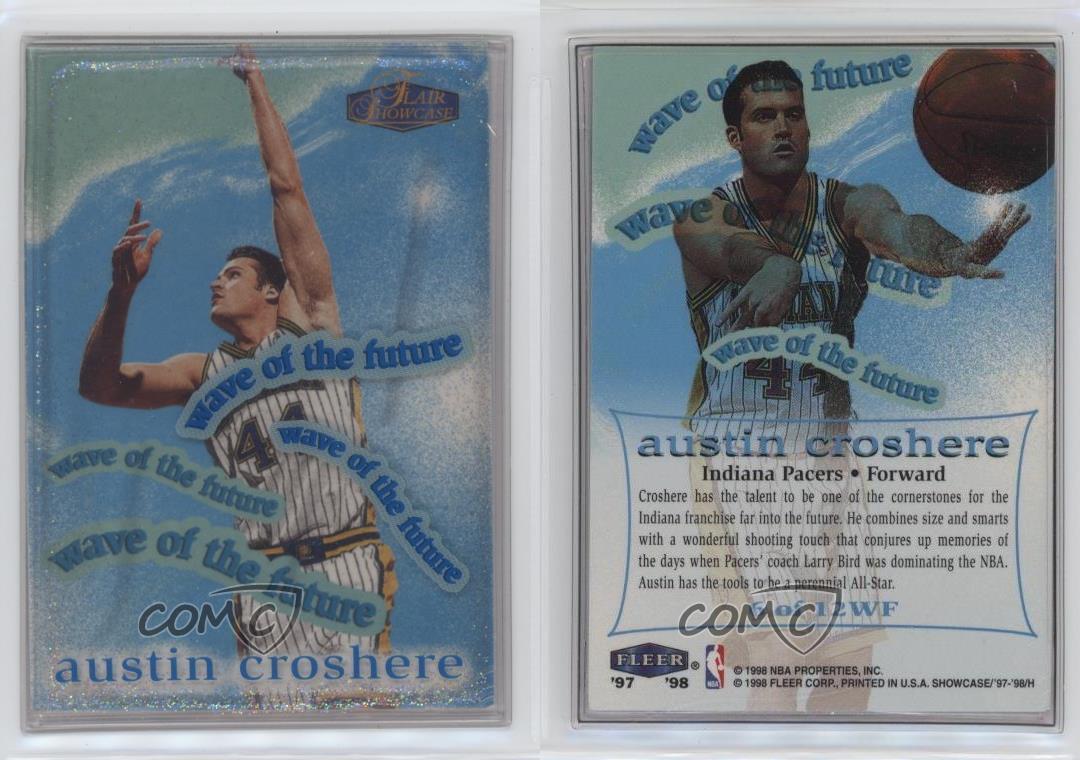 FLAIR
SHOWCASE
wave of the future
wave of the future
wave of the future
wave of the future
44
COMC
austin croshere
wave of the future
wave of the future
wave of the future
44
austin croshere
Indiana Pacers • Forward
Croshere has the talent to be one of the cornerstones for the
Indiana franchise far into the future. He combines size and smarts
with a wonderful shooting touch that conjures up memories of
the days when Pacers' coach Larry Bird was dominating the NBA.
Austin has the tools to be a perennial All-Star.
6 of 12WF
COMC
FLEER ®
'97 '98
NBA
© 1998 NBA PROPERTIES, INC.
© 1998 FLEER CORP., PRINTED IN U.S.A. SHOWCASE/'97-'98/H